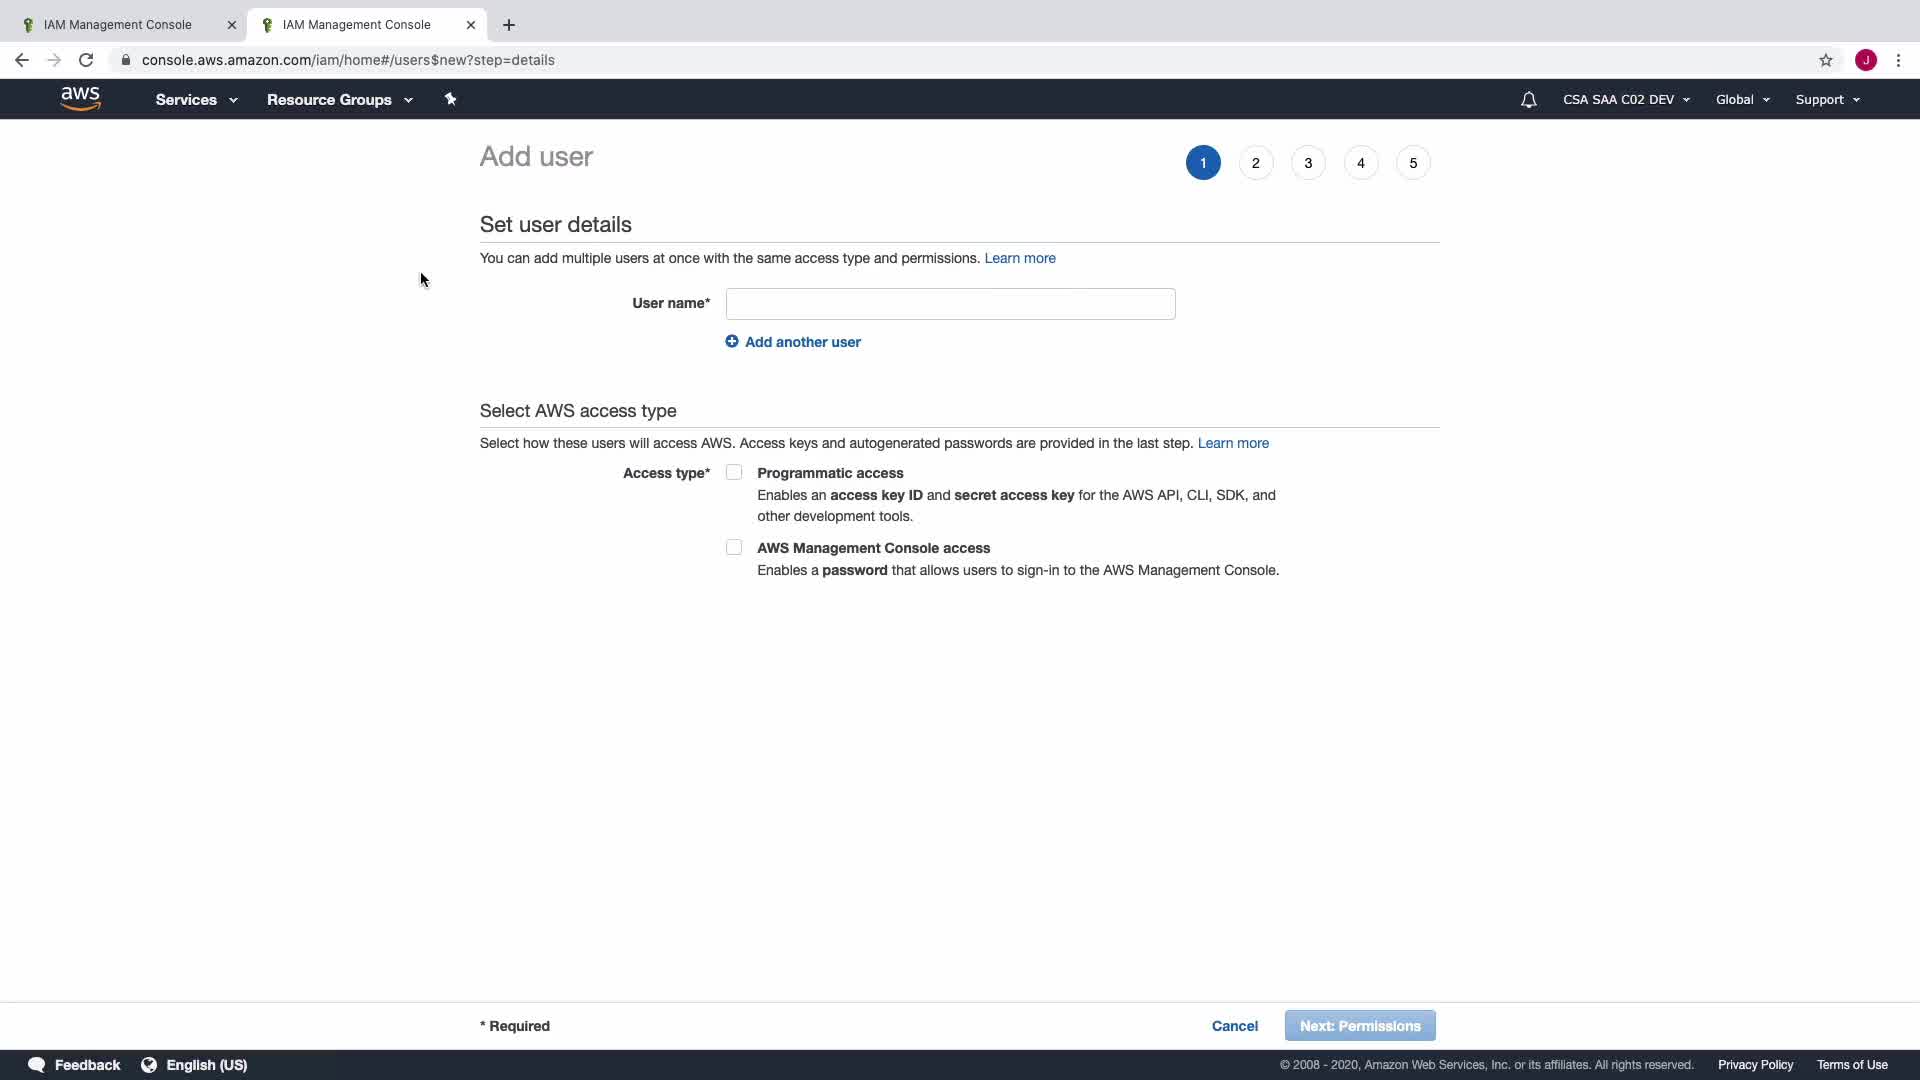 IAM Management Console
IAM Management Console
console.aws.amazon.com/iam/home#/users$new?step=details
J
aws
Services
Resource Groups
CSA SAA C02 DEV
Global
Support
Add user
1 2 3 4 5
Set user details
You can add multiple users at once with the same access type and permissions. Learn more
User name*
Add another user
Select AWS access type
Select how these users will access AWS. Access keys and autogenerated passwords are provided in the last step. Learn more
Access type*
Programmatic access
Enables an access key ID and secret access key for the AWS API, CLI, SDK, and
other development tools.
AWS Management Console access
Enables a password that allows users to sign-in to the AWS Management Console.
* Required
Cancel
Next: Permissions
Feedback
English (US)
© 2008 - 2020, Amazon Web Services, Inc. or its affiliates. All rights reserved.
Privacy Policy
Terms of Use